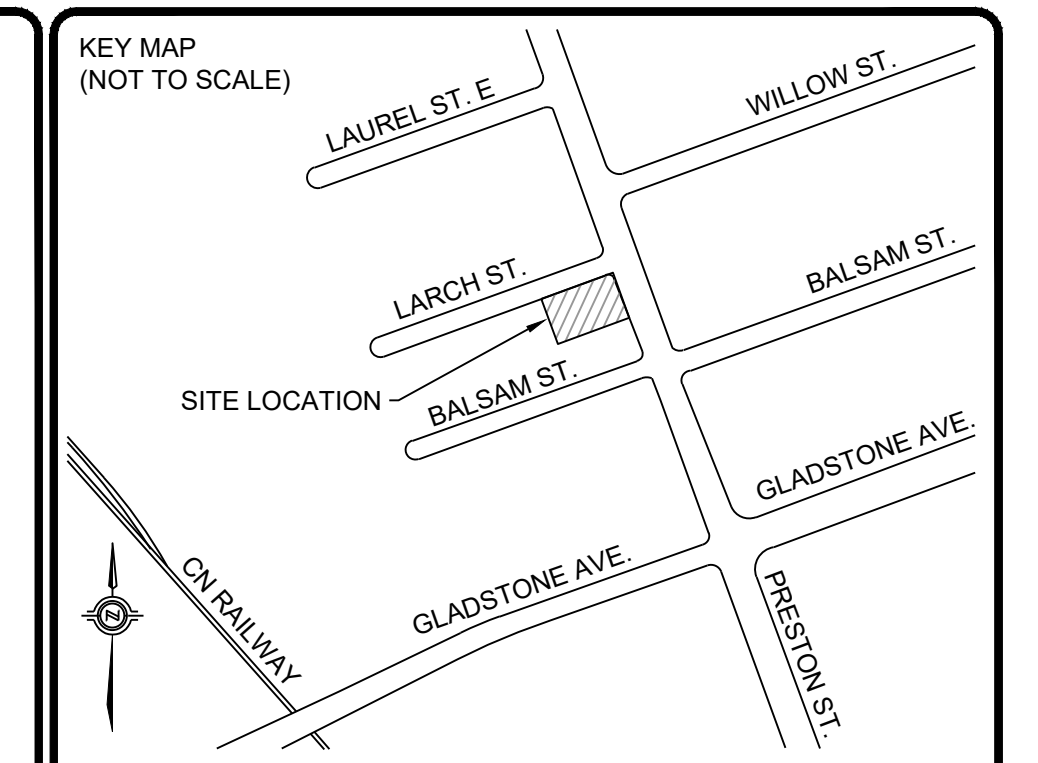 KEY MAP
(NOT TO SCALE)
LAUREL ST. E
WILLOW ST.
LARCH ST.
BALSAM ST.
SITE LOCATION
BALSAM ST.
GLADSTONE AVE.
CN RAILWAY
GLADSTONE AVE.
PRESTON ST.
N